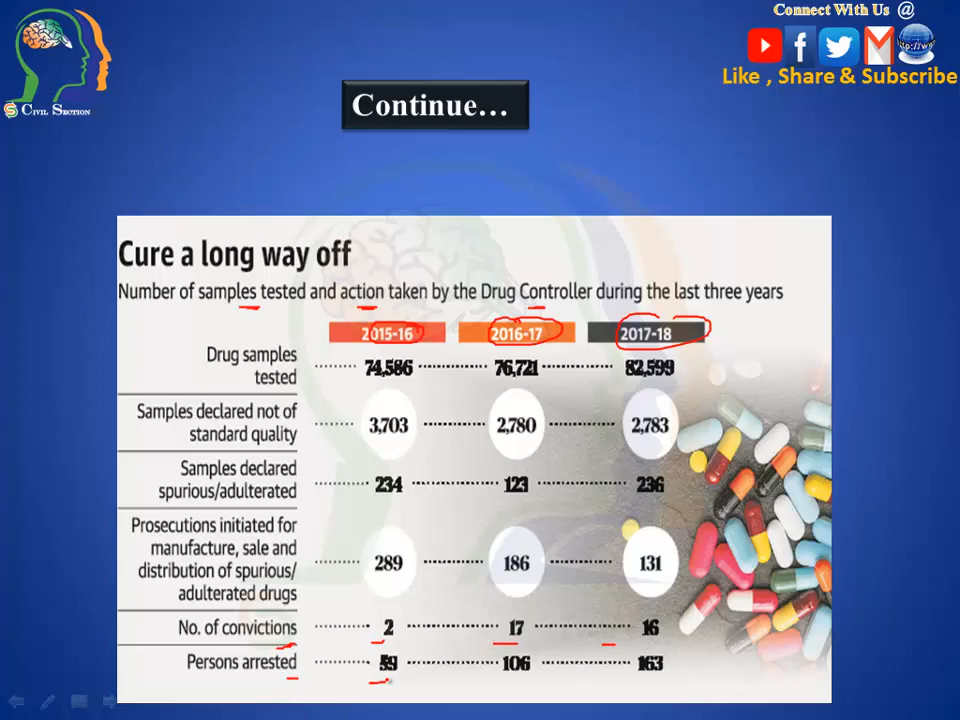 Connect With Us @
http://www
Like , Share & Subscribe
CS CIVIL SECTION
Continue...
Cure a long way off
Number of samples tested and action taken by the Drug Controller during the last three years
2015-16 2016-17 2017-18
Drug samples
tested 74,586 76,721 82,599
Samples declared not of
standard quality 3,703 2,780 2,783
Samples declared
spurious/adulterated 234 123 236
Prosecutions initiated for
manufacture, sale and
distribution of spurious/
adulterated drugs 289 186 131
No. of convictions 2 17 16
Persons arrested 59 106 163